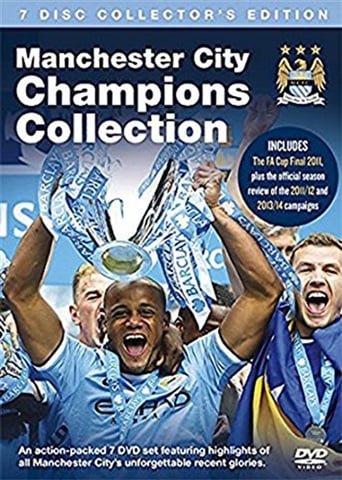 7 DISC COLLECTOR'S EDITION
Manchester City
Champions
Collection
INCLUDES
The FA Cup Final 2011,
plus the official season
review of the 2011/12 and
2013/14 campaigns
BARCLAYS
ETIHAD
An action-packed 7 DVD set featuring highlights of
all Manchester City's unforgettable recent glories.
DVD
VIDEO